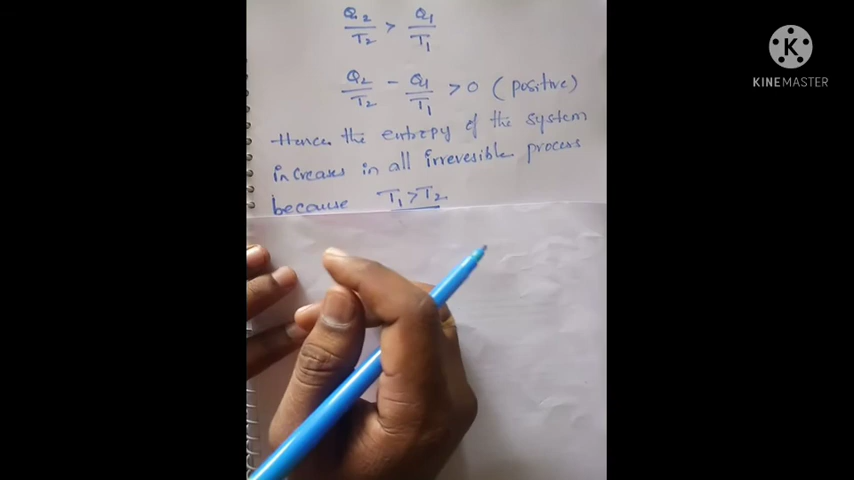 Q2/T2 > Q1/T1
Q2/T2 - Q1/T1 > 0 (positive)
Hence the entropy of the system
increases in all irrevesible process
because T1 > T2
K
KINEMASTER